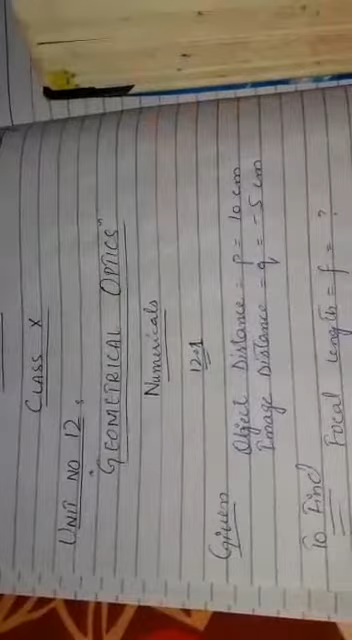 CLASS X
UNIT NO 12:
"GEOMETRICAL OPTICS"
Numericals
12.1
Given
Object Distance = p = 10 cm
Image Distance = q = -5 cm
To Find
Focal length = f = ?